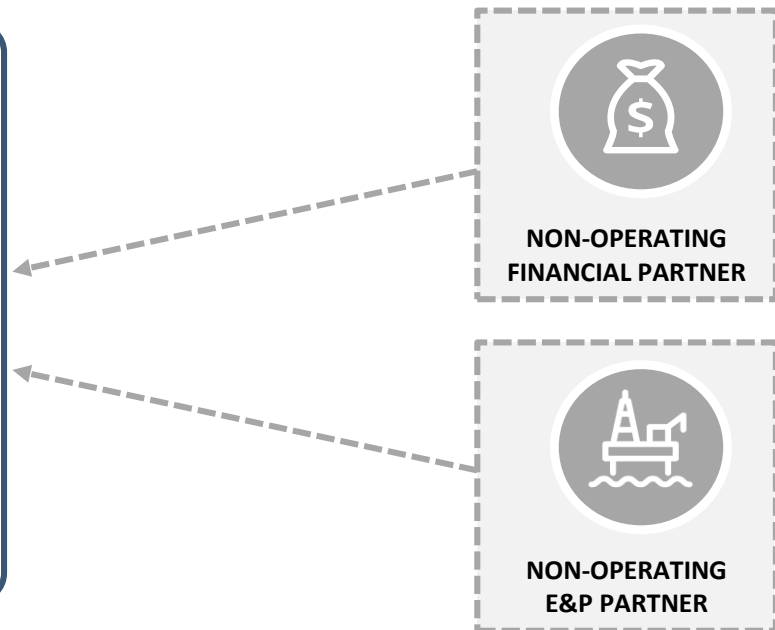 $
NON-OPERATING
FINANCIAL PARTNER
NON-OPERATING
E&P PARTNER